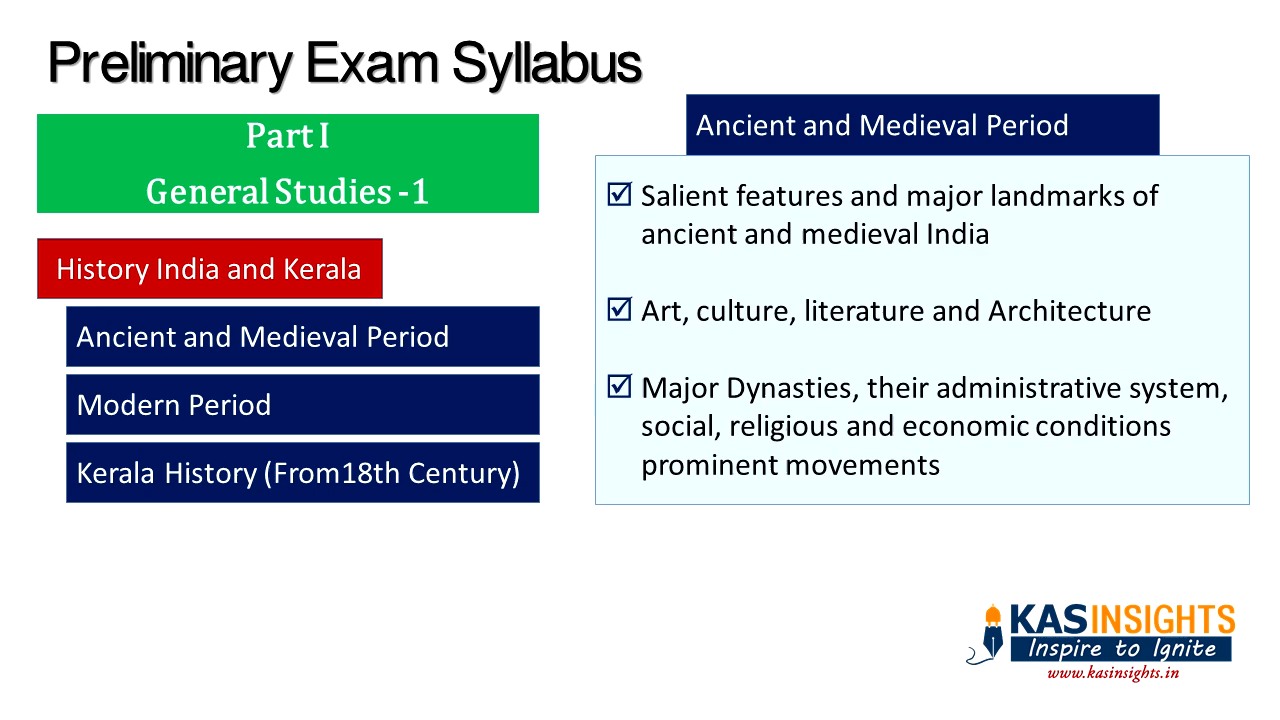 Preliminary Exam Syllabus
Part I
General Studies -1
History India and Kerala
Ancient and Medieval Period
Modern Period
Kerala History (From18th Century)
Ancient and Medieval Period
Salient features and major landmarks of
ancient and medieval India
Art, culture, literature and Architecture
Major Dynasties, their administrative system,
social, religious and economic conditions
prominent movements
KASINSIGHTS
Inspire to Ignite
www.kasinsights.in